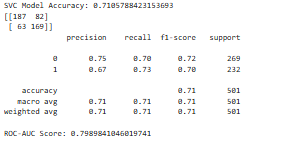 SVC Model Accuracy: 0.7105788423153693
[[187  82]
 [ 63 169]]
precision    recall  f1-score   support
0       0.75      0.70      0.72       269
1       0.67      0.73      0.70       232
accuracy                           0.71       501
macro avg       0.71      0.71      0.71       501
weighted avg       0.71      0.71      0.71       501
ROC-AUC Score: 0.7989841046019741